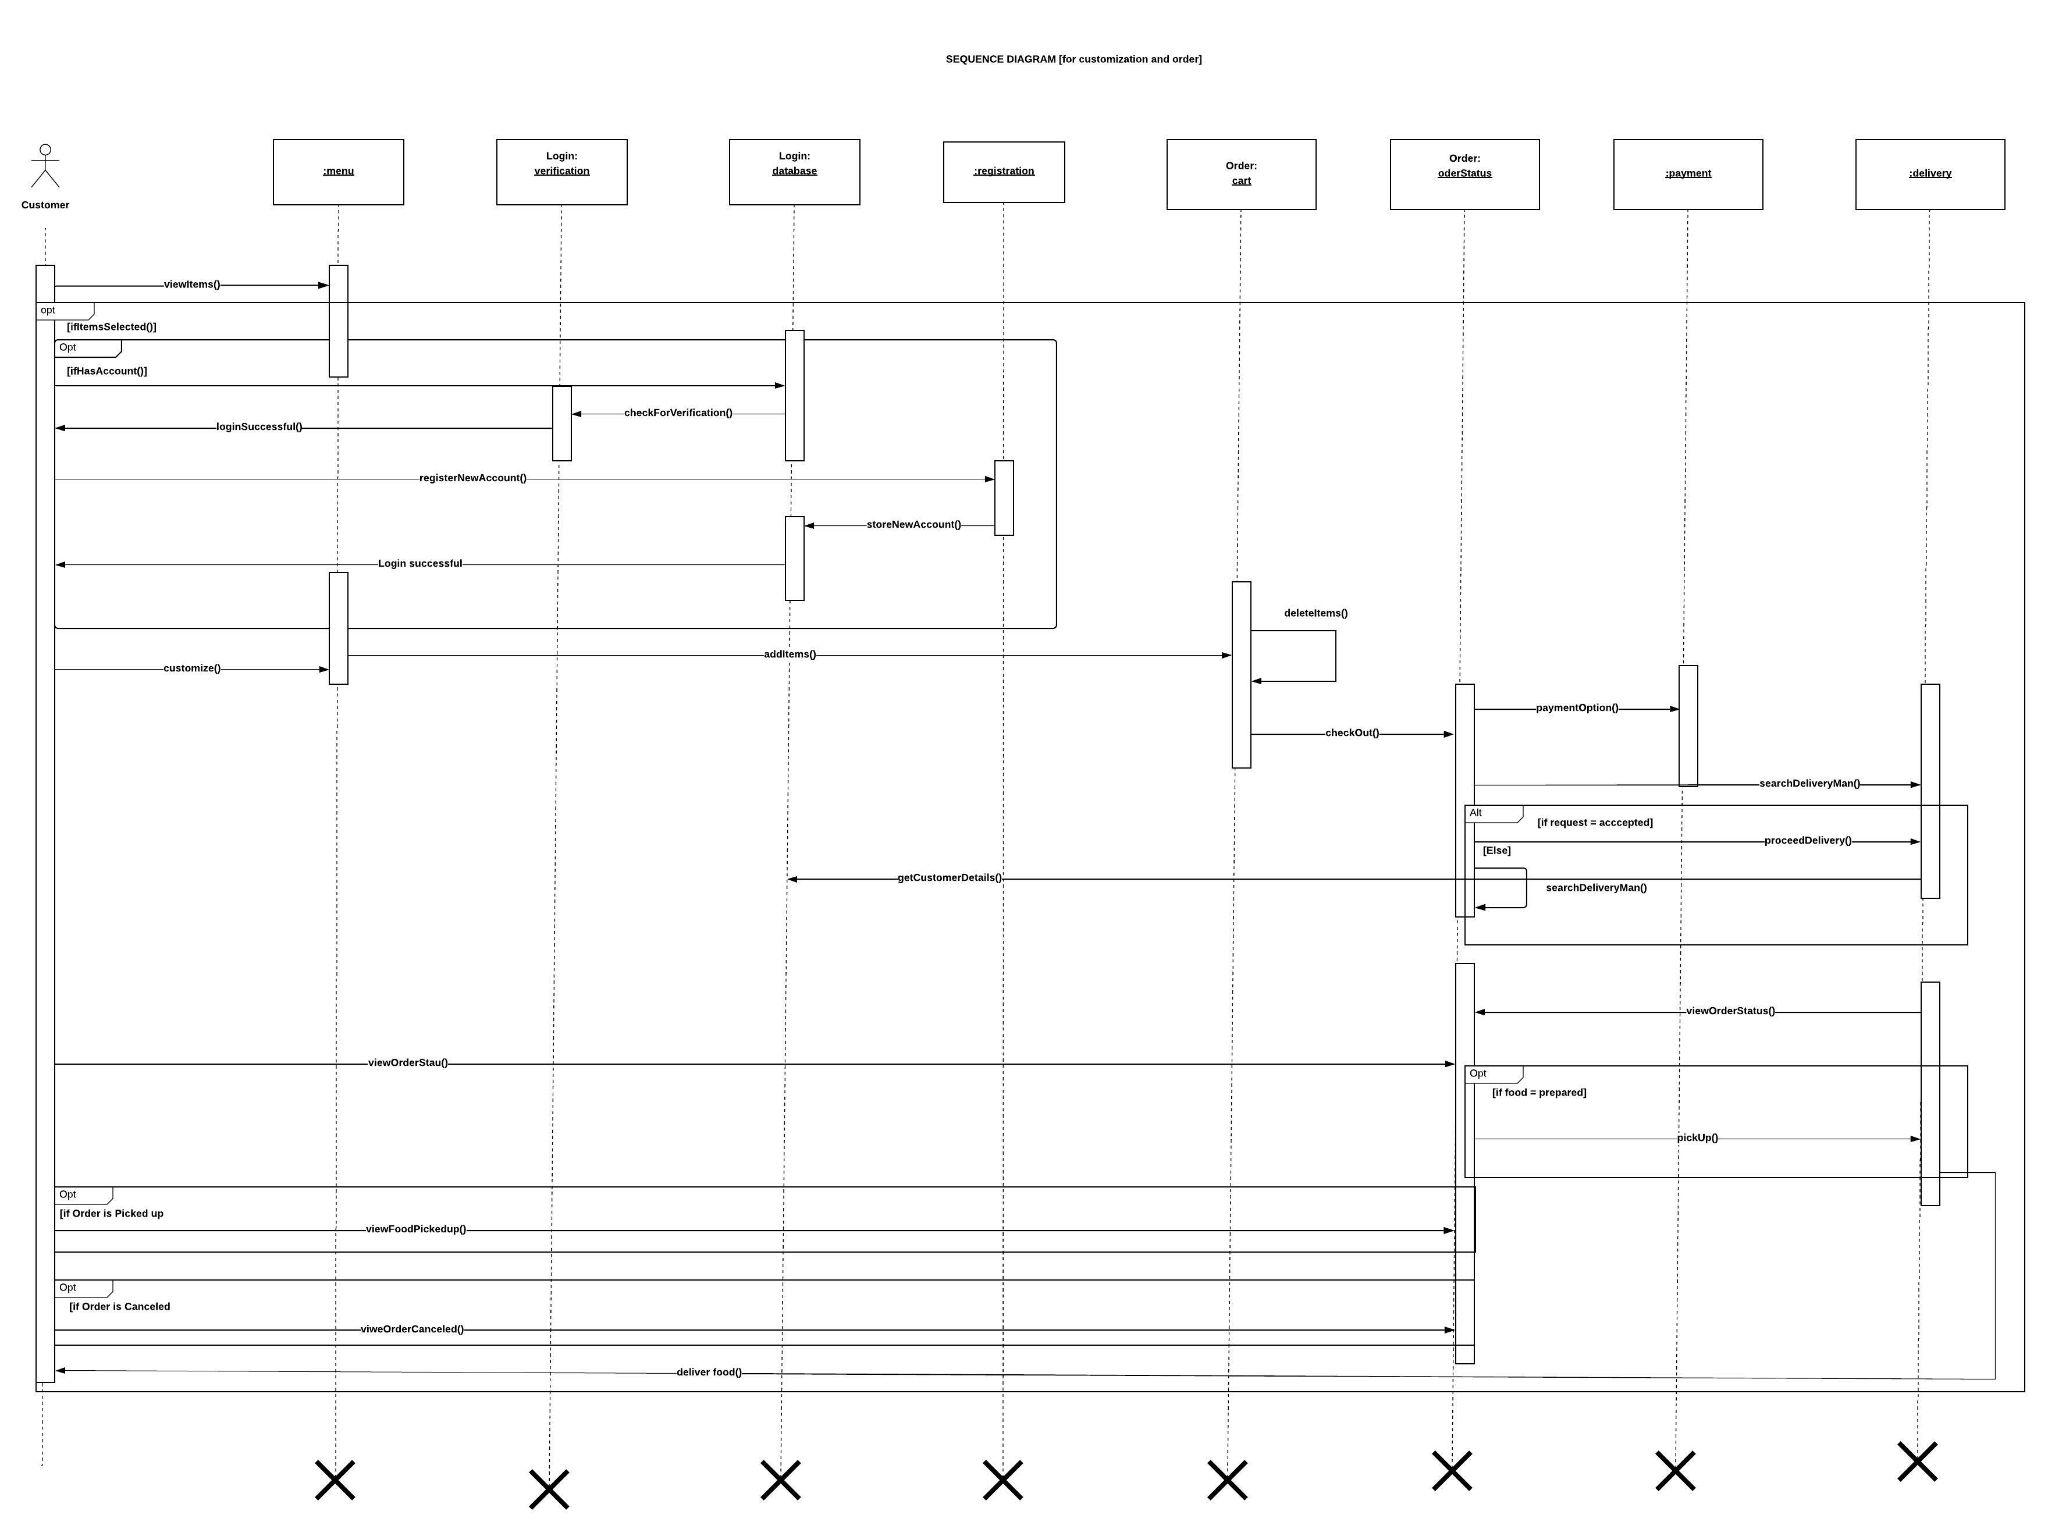 SEQUENCE DIAGRAM [for customization and order]
Customer
:menu
Login:
verification
Login:
database
:registration
Order:
cart
Order:
oderStatus
:payment
:delivery
viewItems()
opt
[ifItemsSelected()]
Opt
[ifHasAccount()]
checkForVerification()
loginSuccessful()
registerNewAccount()
storeNewAccount()
Login successful
deleteItems()
addItems()
customize()
paymentOption()
checkOut()
searchDeliveryMan()
Alt
[if request = acccepted]
proceedDelivery()
[Else]
getCustomerDetails()
searchDeliveryMan()
viewOrderStatus()
viewOrderStau()
Opt
[if food = prepared]
pickUp()
Opt
[if Order is Picked up
viewFoodPickedup()
Opt
[if Order is Canceled
viweOrderCanceled()
deliver food()